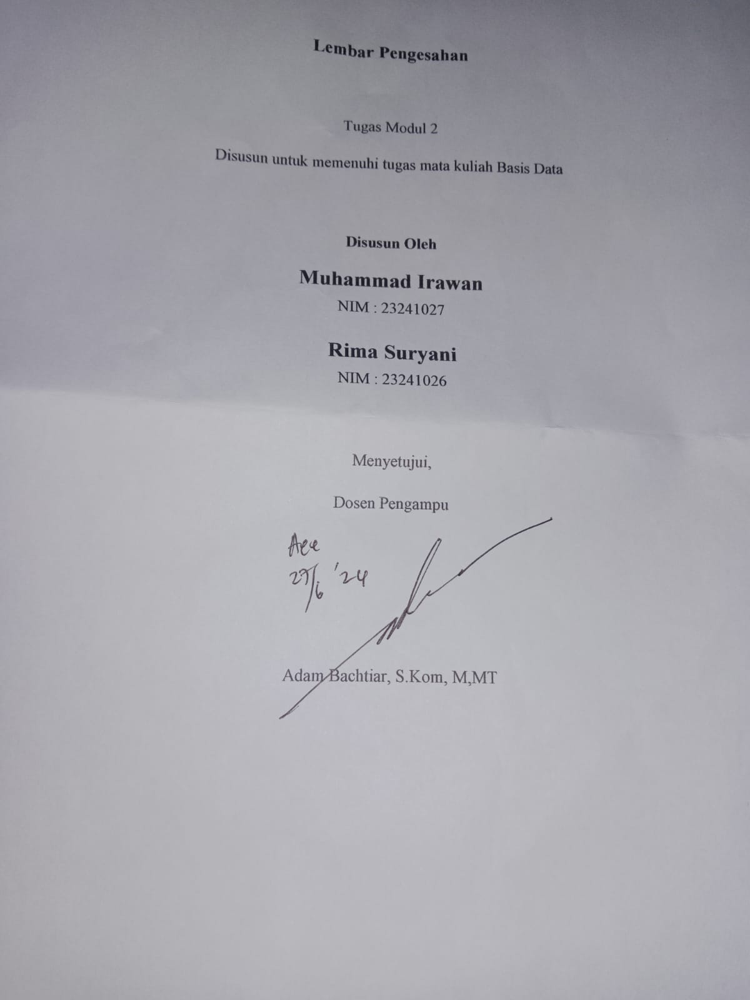 Lembar Pengesahan
Tugas Modul 2
Disusun untuk memenuhi tugas mata kuliah Basis Data
Disusun Oleh
Muhammad Irawan
NIM : 23241027
Rima Suryani
NIM : 23241026
Menyetujui,
Dosen Pengampu
Acc
27/6 '24
Adam Bachtiar, S.Kom, M,MT